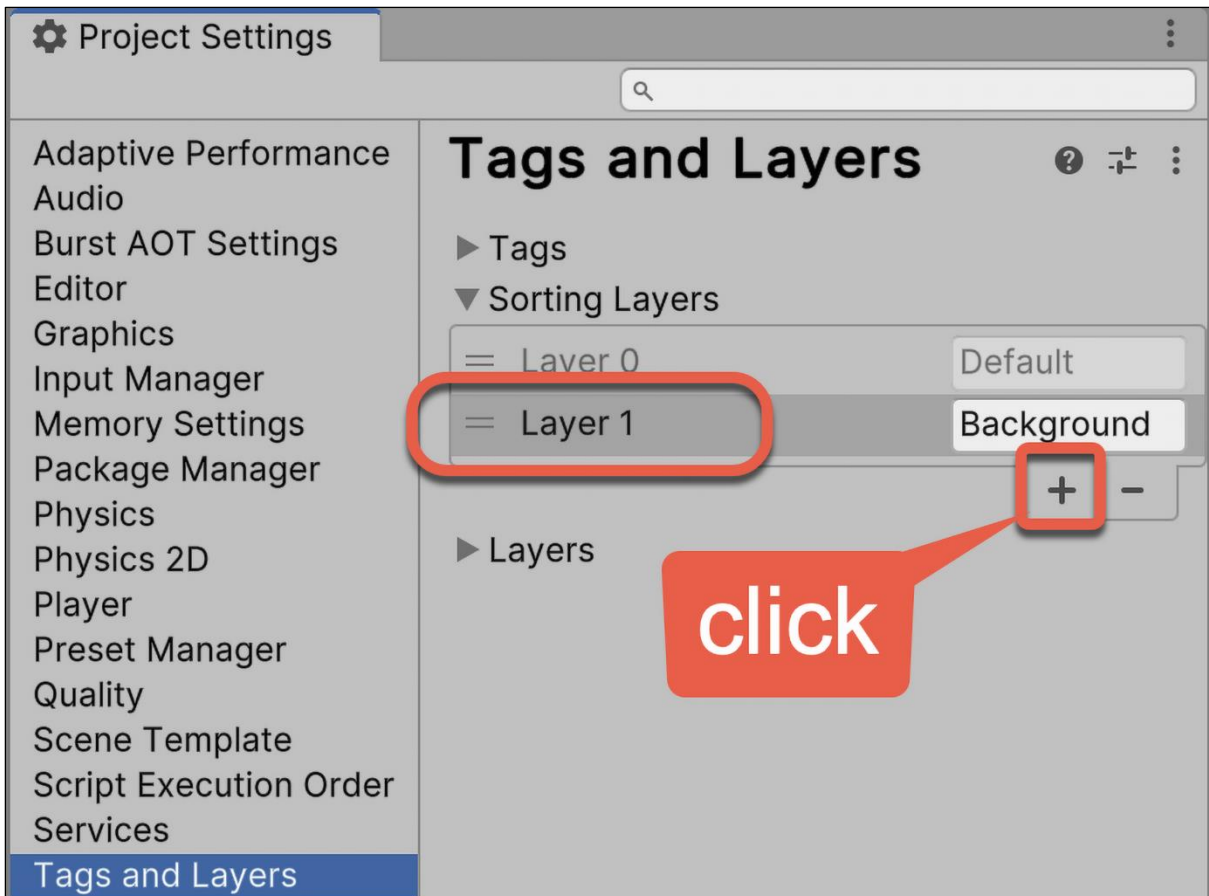 Project Settings
Adaptive Performance
Audio
Burst AOT Settings
Editor
Graphics
Input Manager
Memory Settings
Package Manager
Physics
Physics 2D
Player
Preset Manager
Quality
Scene Template
Script Execution Order
Services
Tags and Layers
Tags and Layers
Tags
Sorting Layers
Layer 0 Default
Layer 1 Background
Layers
click